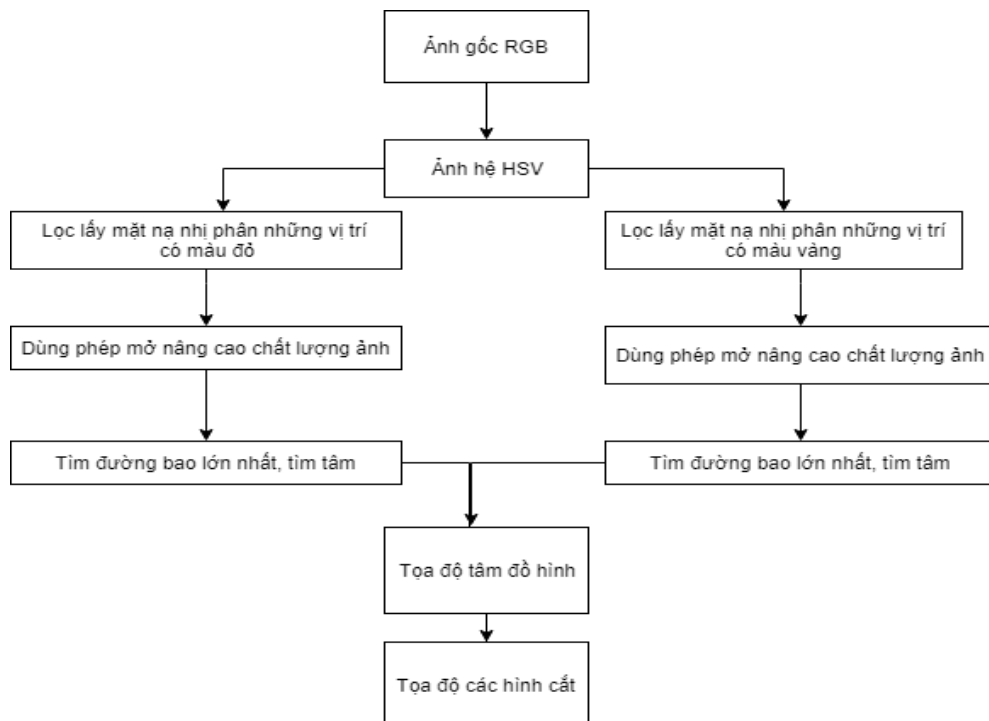 Ảnh gốc RGB
Ảnh hệ HSV
Lọc lấy mặt nạ nhị phân những vị trí
có màu đỏ
Lọc lấy mặt nạ nhị phân những vị trí
có màu vàng
Dùng phép mở nâng cao chất lượng ảnh
Dùng phép mở nâng cao chất lượng ảnh
Tìm đường bao lớn nhất, tìm tâm
Tìm đường bao lớn nhất, tìm tâm
Tọa độ tâm đồ hình
Tọa độ các hình cắt